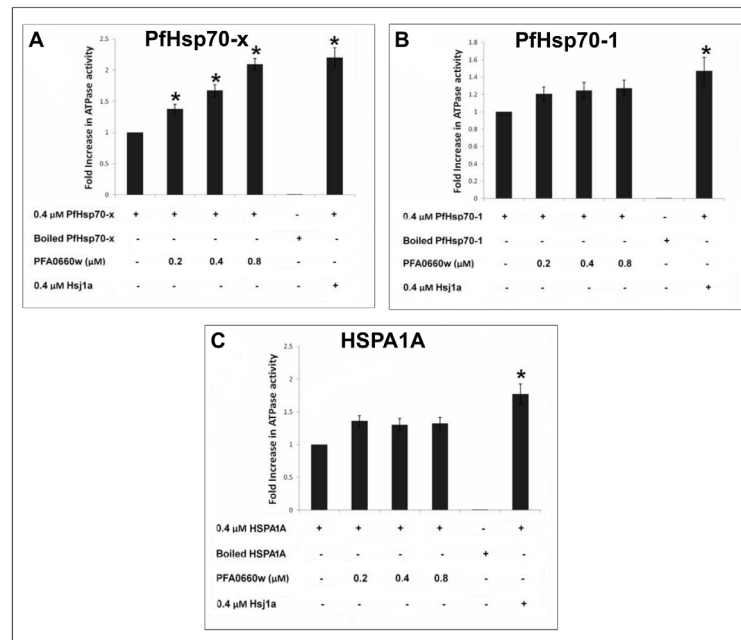 A PfHsp70-x
Fold Increase in ATPase activity
2.5
2
1.5
1
0.5
0
* * * *
0.4 µM PfHsp70-x + + + + - +
Boiled PfHsp70-x - - - - + -
PFA0660w (µM) - 0.2 0.4 0.8 - -
0.4 µM Hsj1a - - - - - +
B PfHsp70-1
Fold Increase in ATPase activity
1.8
1.6
1.4
1.2
1
0.8
0.6
0.4
0.2
0
*
0.4 µM PfHsp70-1 + + + + - +
Boiled PfHsp70-1 - - - - + -
PFA0660w (µM) - 0.2 0.4 0.8 - -
0.4 µM Hsj1a - - - - - +
C HSPA1A
Fold Increase in ATPase activity
2.5
2
1.5
1
0.5
0
*
0.4 µM HSPA1A + + + + - +
Boiled HSPA1A - - - - + -
PFA0660w (µM) - 0.2 0.4 0.8 - -
0.4 µM Hsj1a - - - - - +